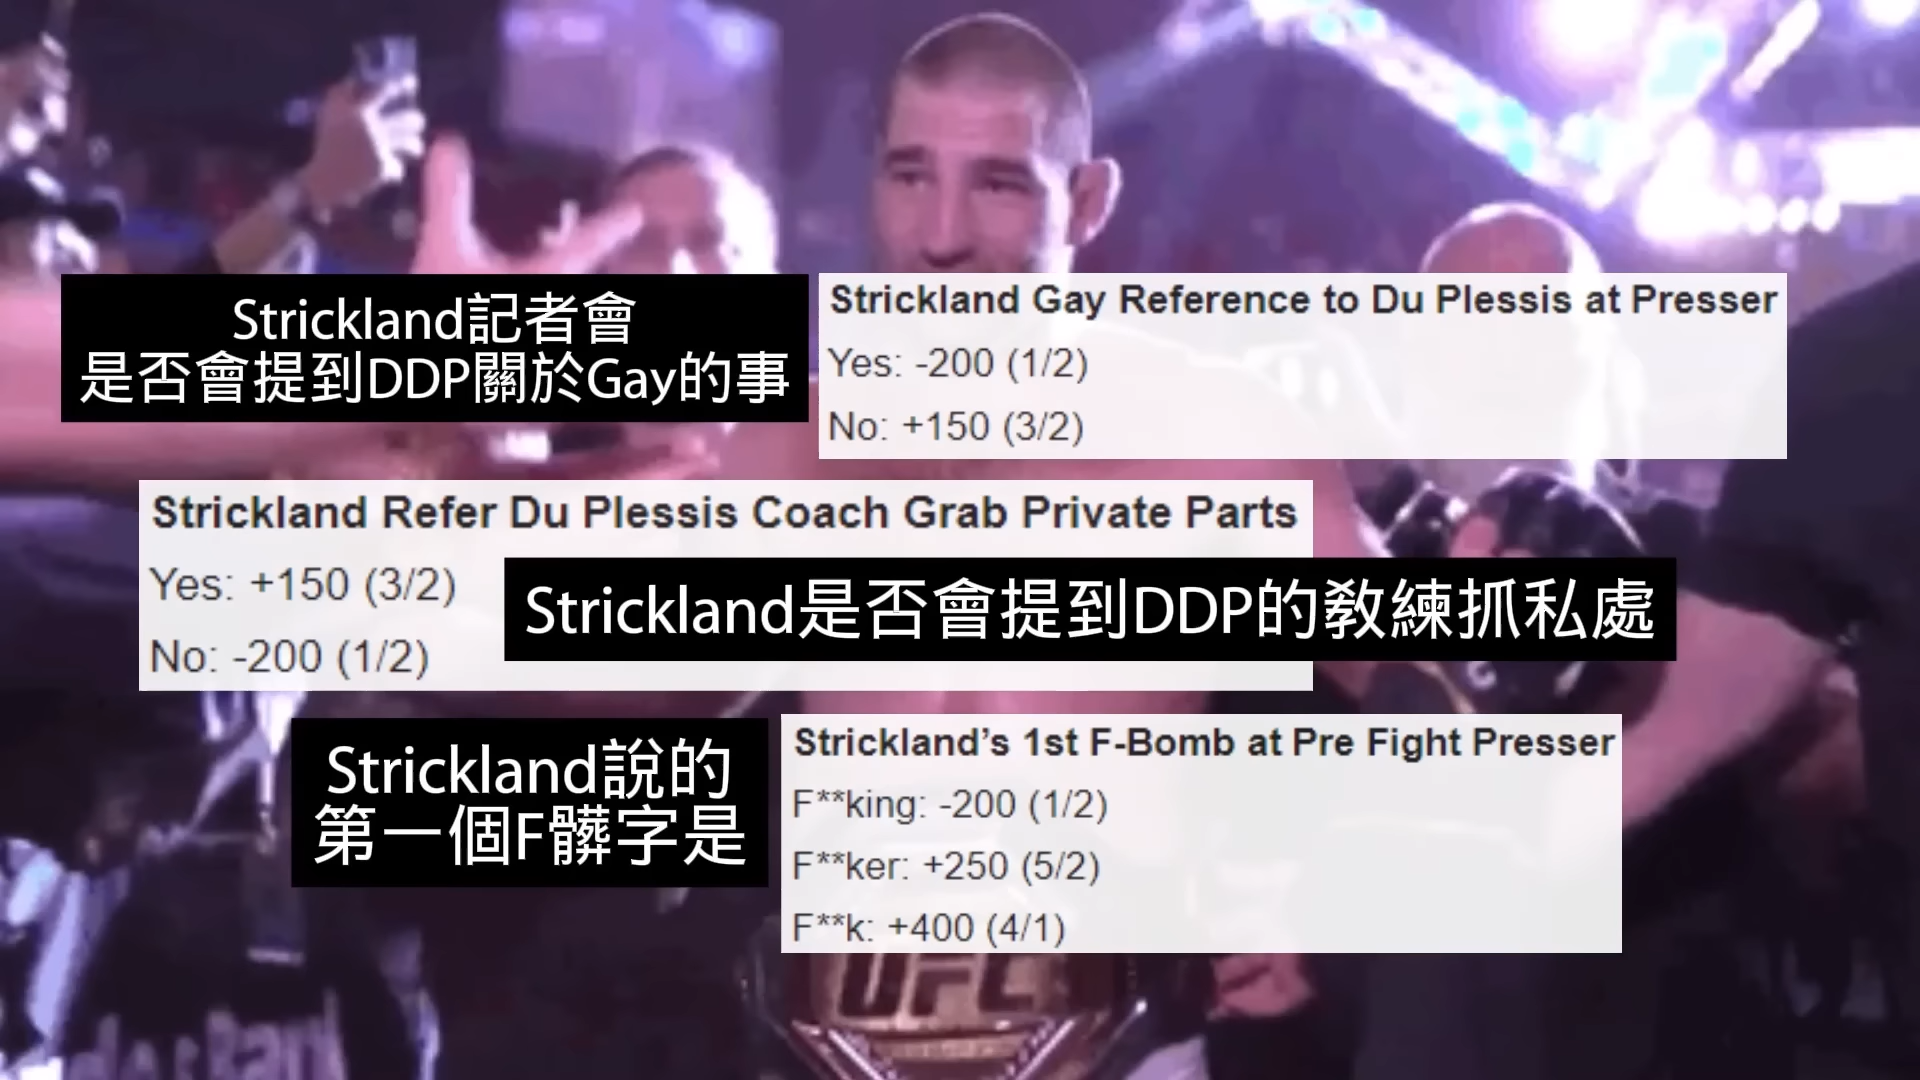 Strickland記者會
是否會提到DDP關於Gay的事
Strickland Gay Reference to Du Plessis at Presser
Yes: -200 (1/2)
No: +150 (3/2)
Strickland Refer Du Plessis Coach Grab Private Parts
Yes: +150 (3/2)
No: -200 (1/2)
Strickland是否會提到DDP的教練抓私處
Strickland說的
第一個F髒字是
Strickland’s 1st F-Bomb at Pre Fight Presser
F**king: -200 (1/2)
F**ker: +250 (5/2)
F**k: +400 (4/1)
UFC